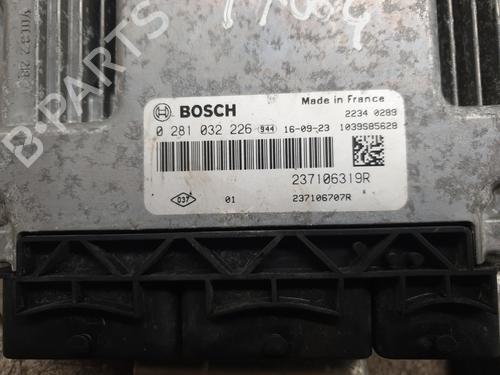 B-PARTS
BOSCH
Made in France
2234 0289
0 281 032 226 944 16-09-23 1039S85628
237106319R
D37 01 237106707R